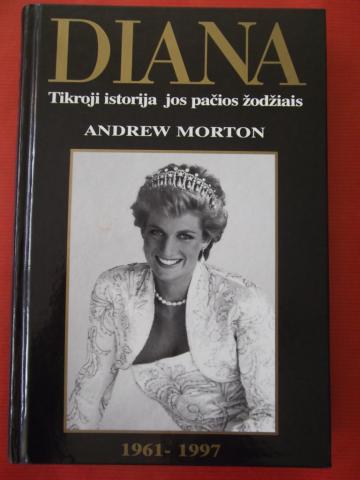 DIANA
Tikroji istorija jos pačios žodžiais
ANDREW MORTON
1961- 1997